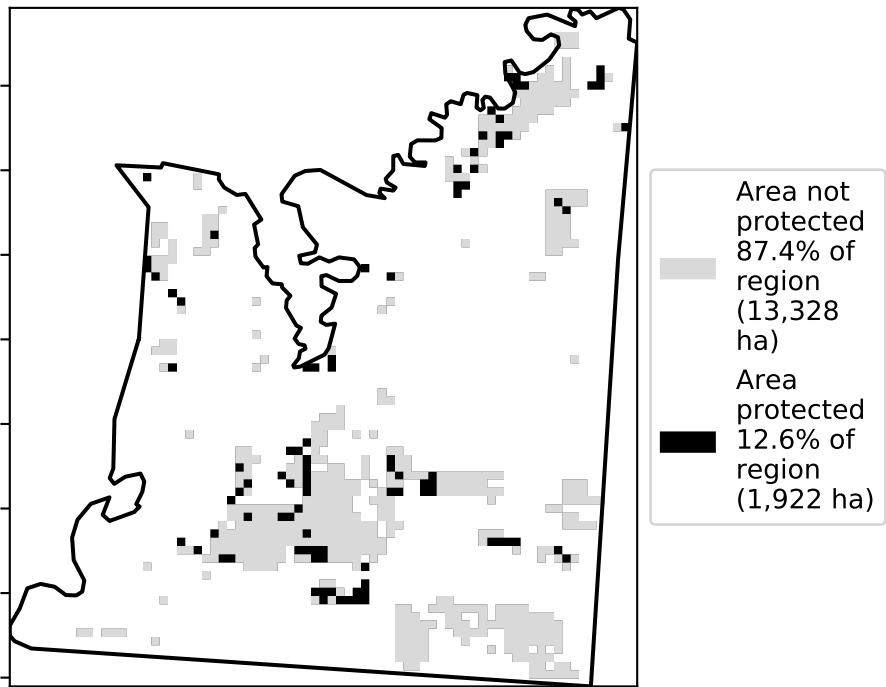 Area not
protected
87.4% of
region
(13,328
ha)
Area
protected
12.6% of
region
(1,922 ha)